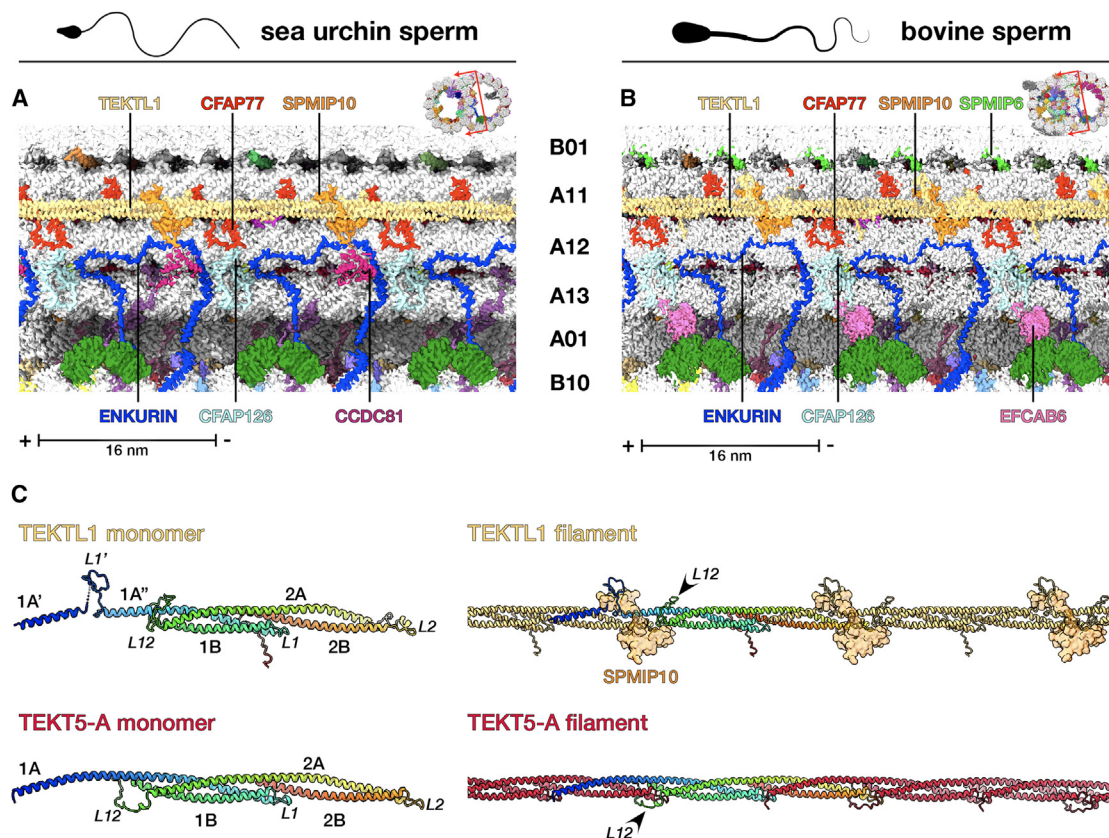 sea urchin sperm
bovine sperm
A
TEKTL1 CFAP77 SPMIP10
B
TEKTL1 CFAP77 SPMIP10 SPMIP6
B01
A11
A12
A13
A01
B10
ENKURIN CFAP126 CCDC81
ENKURIN CFAP126 EFCAB6
+ 16 nm -
+ 16 nm -
C
TEKTL1 monomer
TEKTL1 filament
L1'
1A'
1A"
2A
L12
1B
L1
2B
L2
L12
SPMIP10
TEKT5-A monomer
TEKT5-A filament
1A
2A
L12
1B
L1
2B
L2
L12